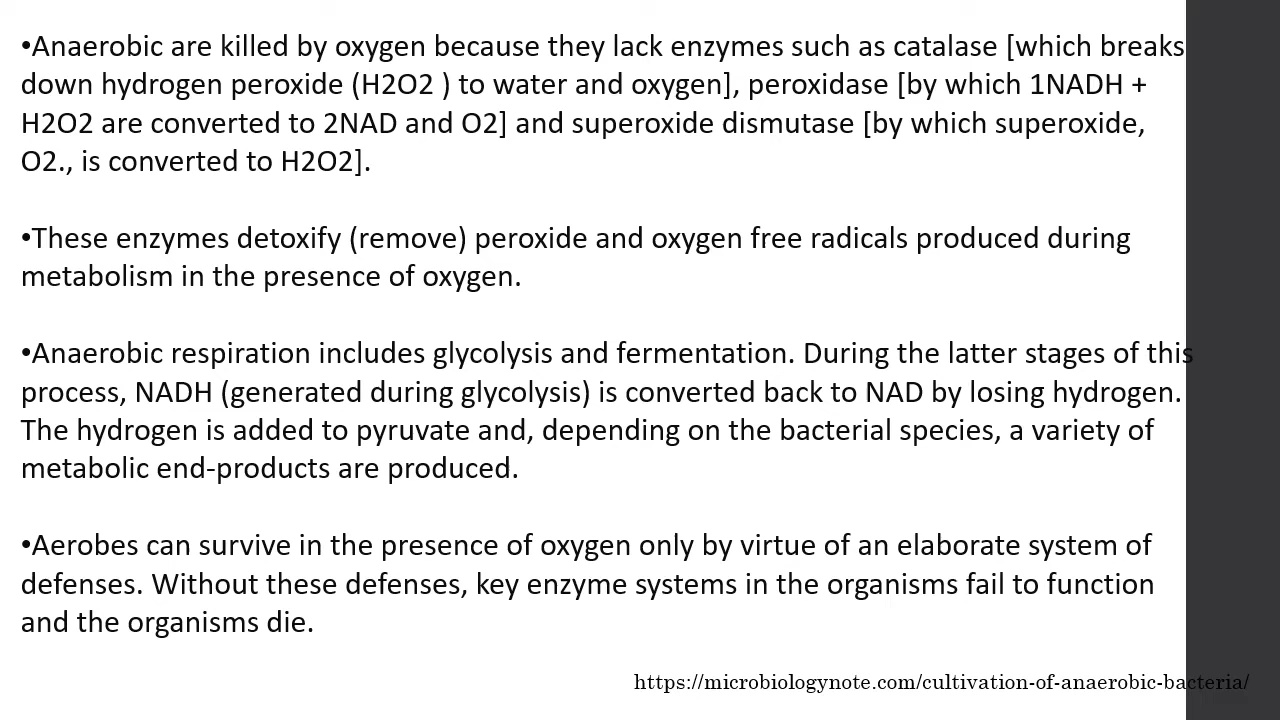 •Anaerobic are killed by oxygen because they lack enzymes such as catalase [which breaks
down hydrogen peroxide (H2O2 ) to water and oxygen], peroxidase [by which 1NADH +
H2O2 are converted to 2NAD and O2] and superoxide dismutase [by which superoxide,
O2., is converted to H2O2].
•These enzymes detoxify (remove) peroxide and oxygen free radicals produced during
metabolism in the presence of oxygen.
•Anaerobic respiration includes glycolysis and fermentation. During the latter stages of this
process, NADH (generated during glycolysis) is converted back to NAD by losing hydrogen.
The hydrogen is added to pyruvate and, depending on the bacterial species, a variety of
metabolic end-products are produced.
•Aerobes can survive in the presence of oxygen only by virtue of an elaborate system of
defenses. Without these defenses, key enzyme systems in the organisms fail to function
and the organisms die.
https://microbiologynote.com/cultivation-of-anaerobic-bacteria/